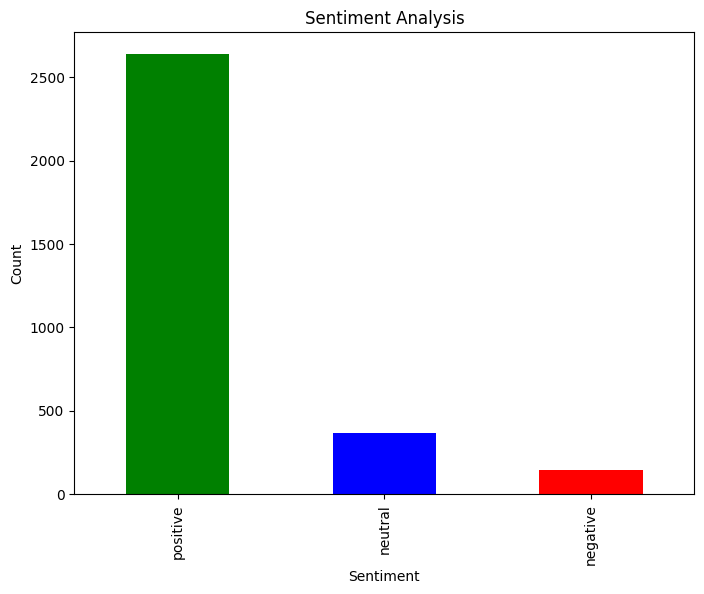 Sentiment Analysis
2500
2000
1500
1000
500
0
Count
positive
neutral
negative
Sentiment